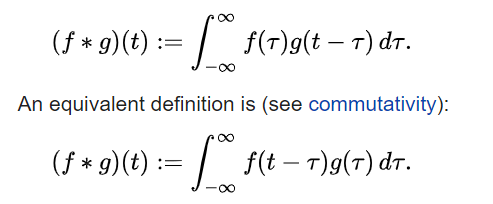 (f * g)(t) := ∫_{-∞}^{∞} f(τ)g(t − τ) dτ.
An equivalent definition is (see commutativity):
(f * g)(t) := ∫_{-∞}^{∞} f(t − τ)g(τ) dτ.